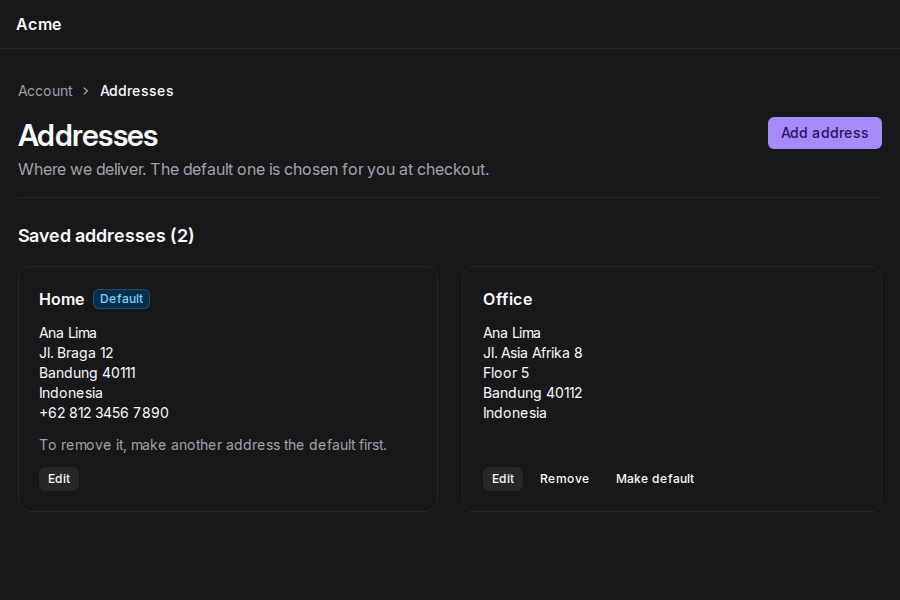 Acme
Account > Addresses
Addresses
Add address
Where we deliver. The default one is chosen for you at checkout.
Saved addresses (2)
Home Default
Ana Lima
Jl. Braga 12
Bandung 40111
Indonesia
+62 812 3456 7890
To remove it, make another address the default first.
Edit
Office
Ana Lima
Jl. Asia Afrika 8
Floor 5
Bandung 40112
Indonesia
Edit Remove Make default